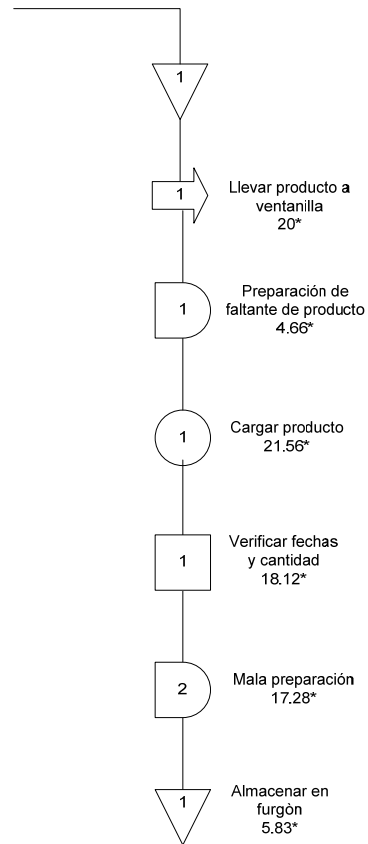 1
1
Llevar producto a
ventanilla
20*
1
Preparación de
faltante de producto
4.66*
1
Cargar producto
21.56*
1
Verificar fechas
y cantidad
18.12*
2
Mala preparación
17.28*
1
Almacenar en
furgòn
5.83*